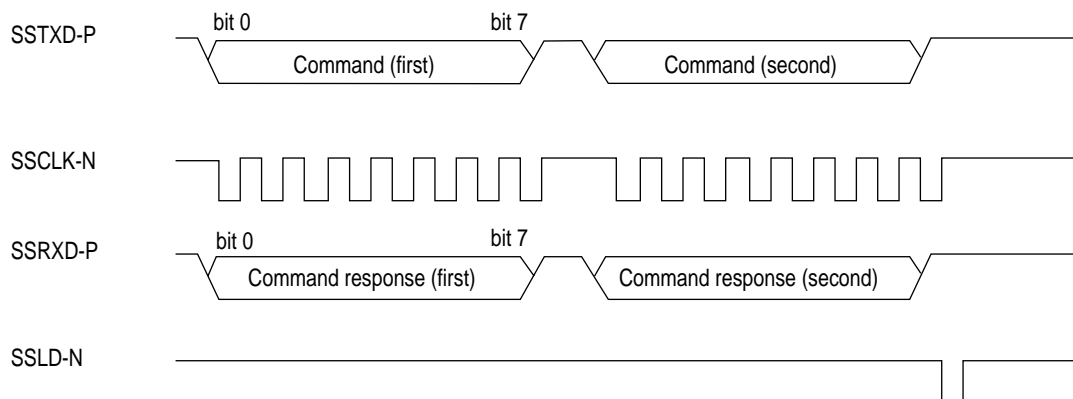 bit 0 bit 7
SSTXD-P
Command (first) Command (second)
SSCLK-N
SSRXD-P
bit 0 bit 7
Command response (first) Command response (second)
SSLD-N